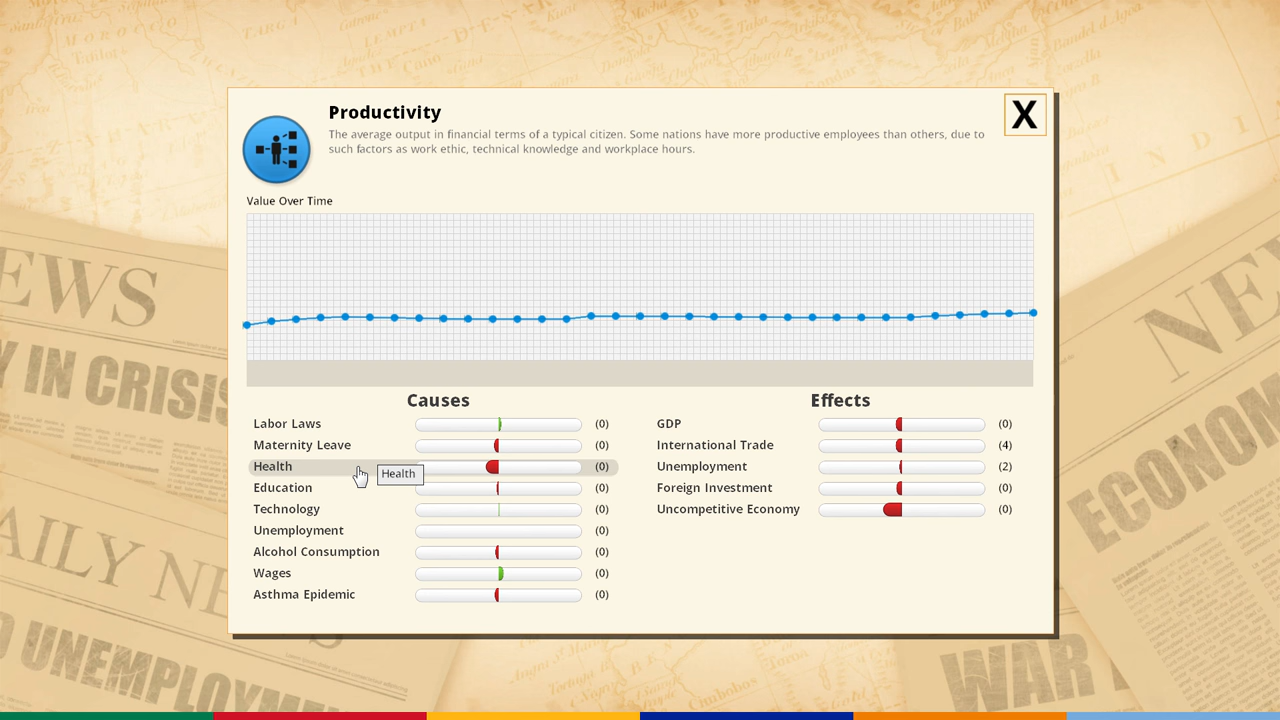 Productivity
X
The average output in financial terms of a typical citizen. Some nations have more productive employees than others, due to
such factors as work ethic, technical knowledge and workplace hours.
Value Over Time
Causes
Labor Laws (0)
Maternity Leave (0)
Health (0)
Health
Education (0)
Technology (0)
Unemployment (0)
Alcohol Consumption (0)
Wages (0)
Asthma Epidemic (0)
Effects
GDP (0)
International Trade (4)
Unemployment (2)
Foreign Investment (0)
Uncompetitive Economy (0)
EWS
Y IN CRISIS
AILY NE
UNEMPLOYM
NE
ECONOM
WAR